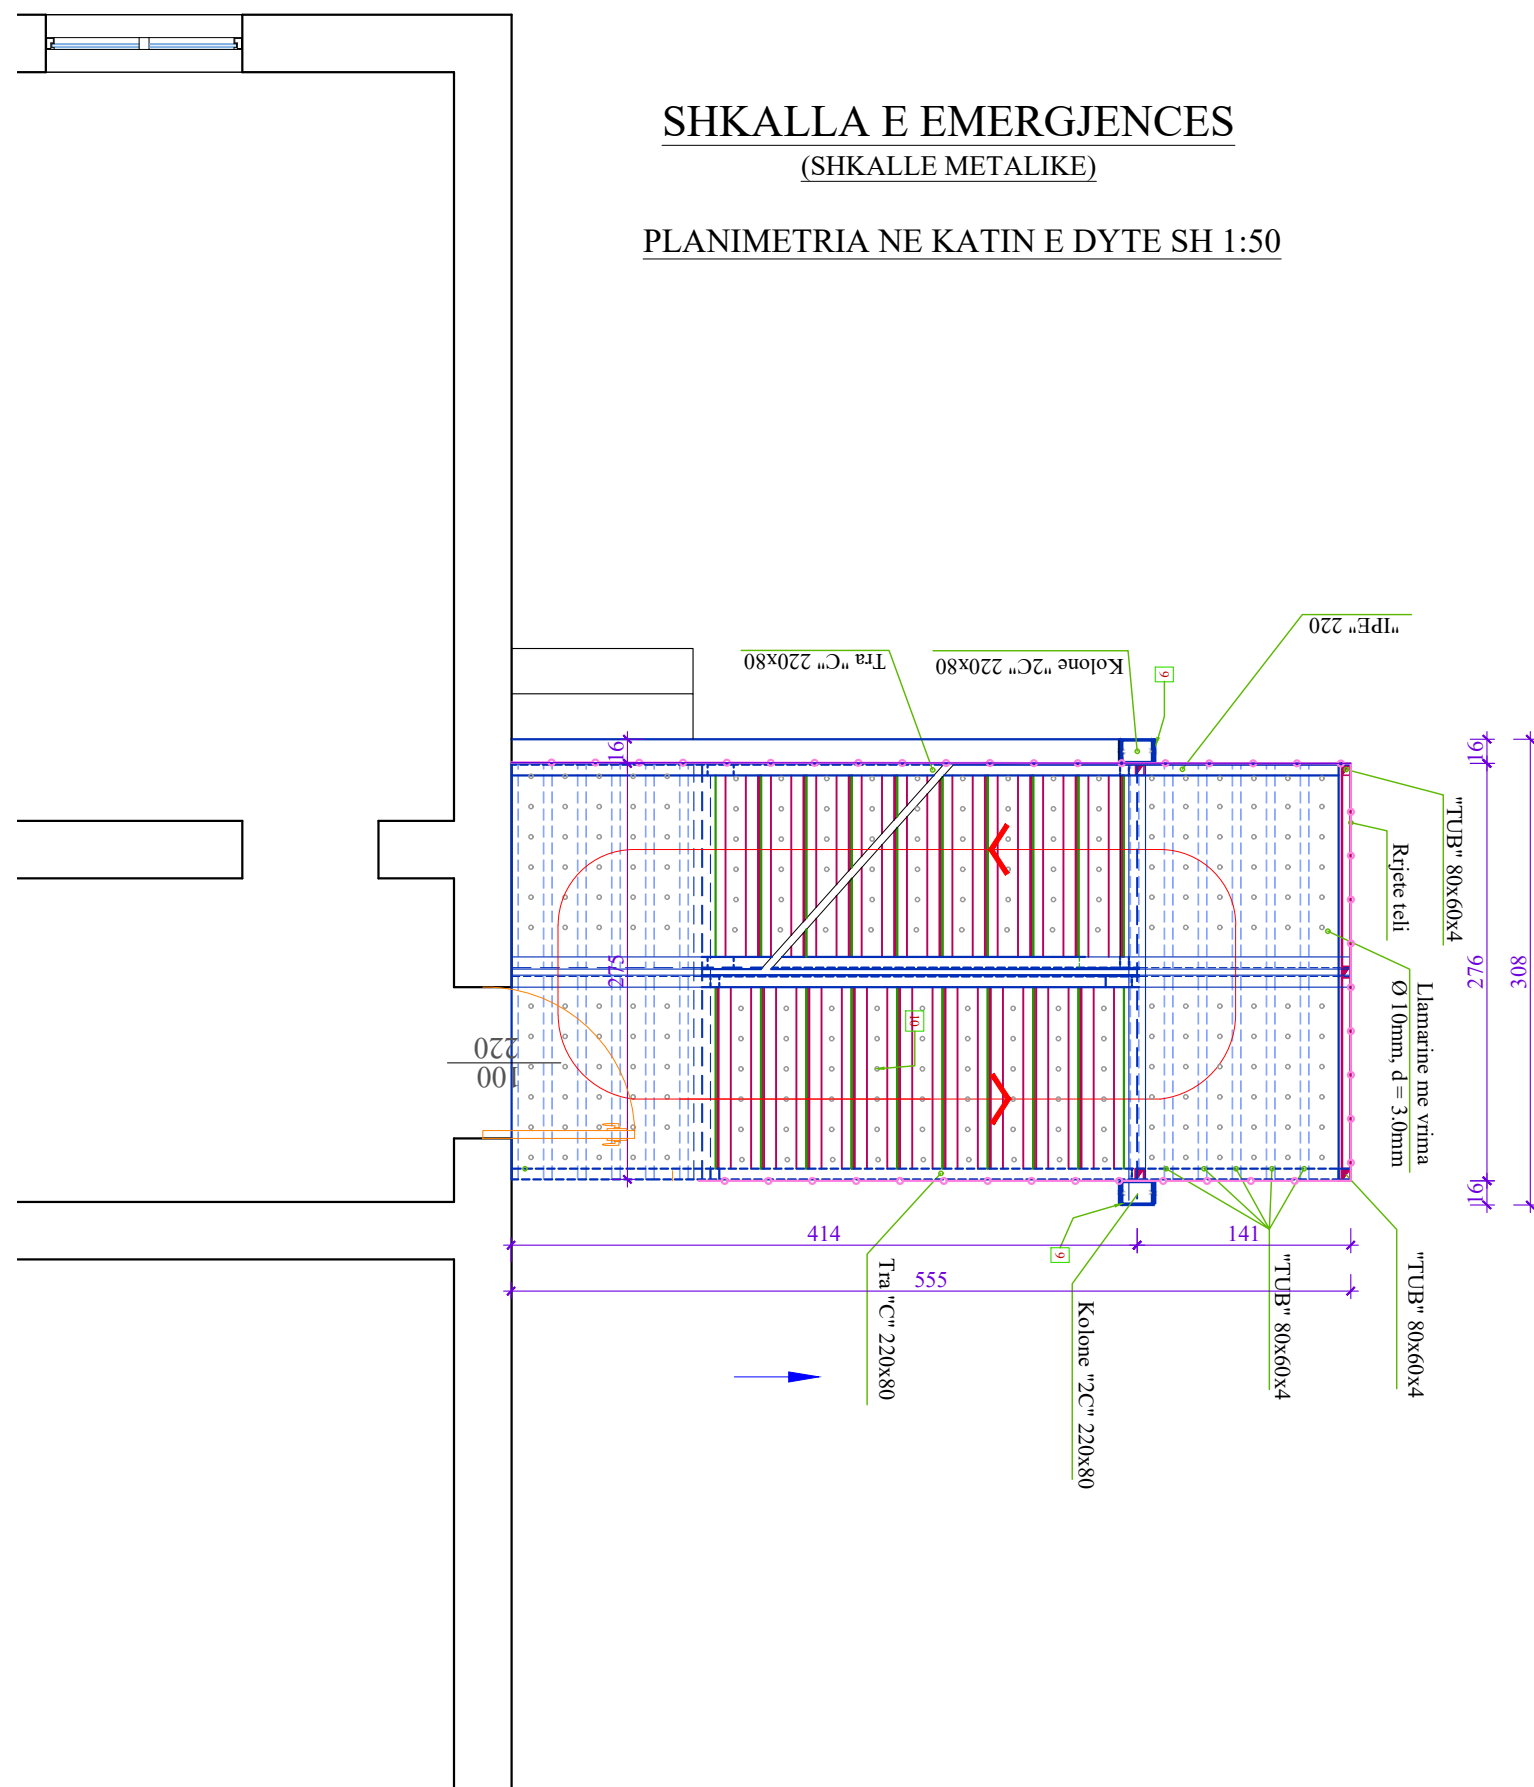 SHKALLA E EMERGJENCES
(SHKALLE METALIKE)
PLANIMETRIA NE KATIN E DYTE SH 1:50
"IPE" 220
Tra "C" 220x80
Kolone "2C" 220x80
9
16
16
"TUB" 80x60x4
Rrjete teli
275
276
308
Llamarine me vrima
Ø 10mm, d = 3.0mm
10
220
100
16
414
141
9
555
Tra "C" 220x80
Kolone "2C" 220x80
"TUB" 80x60x4
"TUB" 80x60x4